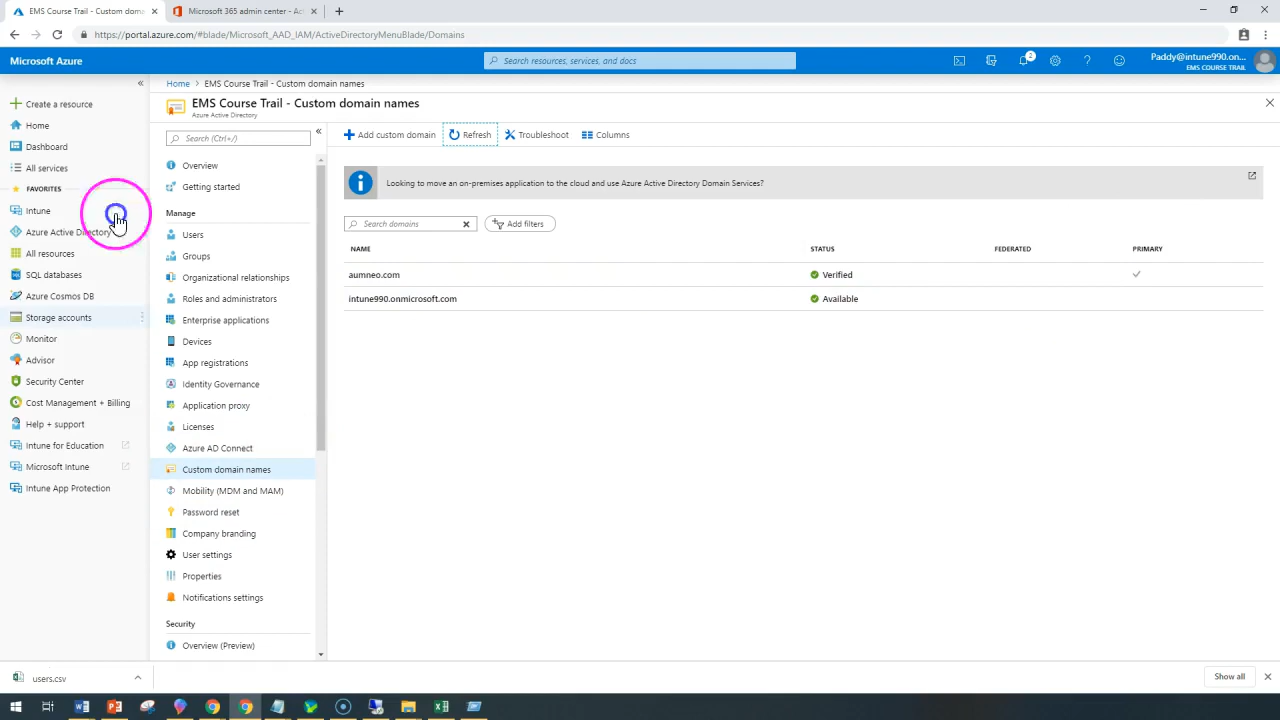 EMS Course Trail - Custom domai
Microsoft 365 admin center - Act
https://portal.azure.com/#blade/Microsoft_AAD_IAM/ActiveDirectoryMenuBlade/Domains
Microsoft Azure
Search resources, services, and docs
2
Paddy@intune990.on...
EMS COURSE TRAIL
Create a resource
Home
Dashboard
All services
FAVORITES
Intune
Azure Active Directory
All resources
SQL databases
Azure Cosmos DB
Storage accounts
Monitor
Advisor
Security Center
Cost Management + Billing
Help + support
Intune for Education
Microsoft Intune
Intune App Protection
Home > EMS Course Trail - Custom domain names
EMS Course Trail - Custom domain names
Azure Active Directory
Search (Ctrl+/)
Overview
Getting started
Manage
Users
Groups
Organizational relationships
Roles and administrators
Enterprise applications
Devices
App registrations
Identity Governance
Application proxy
Licenses
Azure AD Connect
Custom domain names
Mobility (MDM and MAM)
Password reset
Company branding
User settings
Properties
Notifications settings
Security
Overview (Preview)
Add custom domain Refresh Troubleshoot Columns
Looking to move an on-premises application to the cloud and use Azure Active Directory Domain Services?
Search domains Add filters
NAME STATUS FEDERATED PRIMARY
aumneo.com Verified
intune990.onmicrosoft.com Available
users.csv
Show all